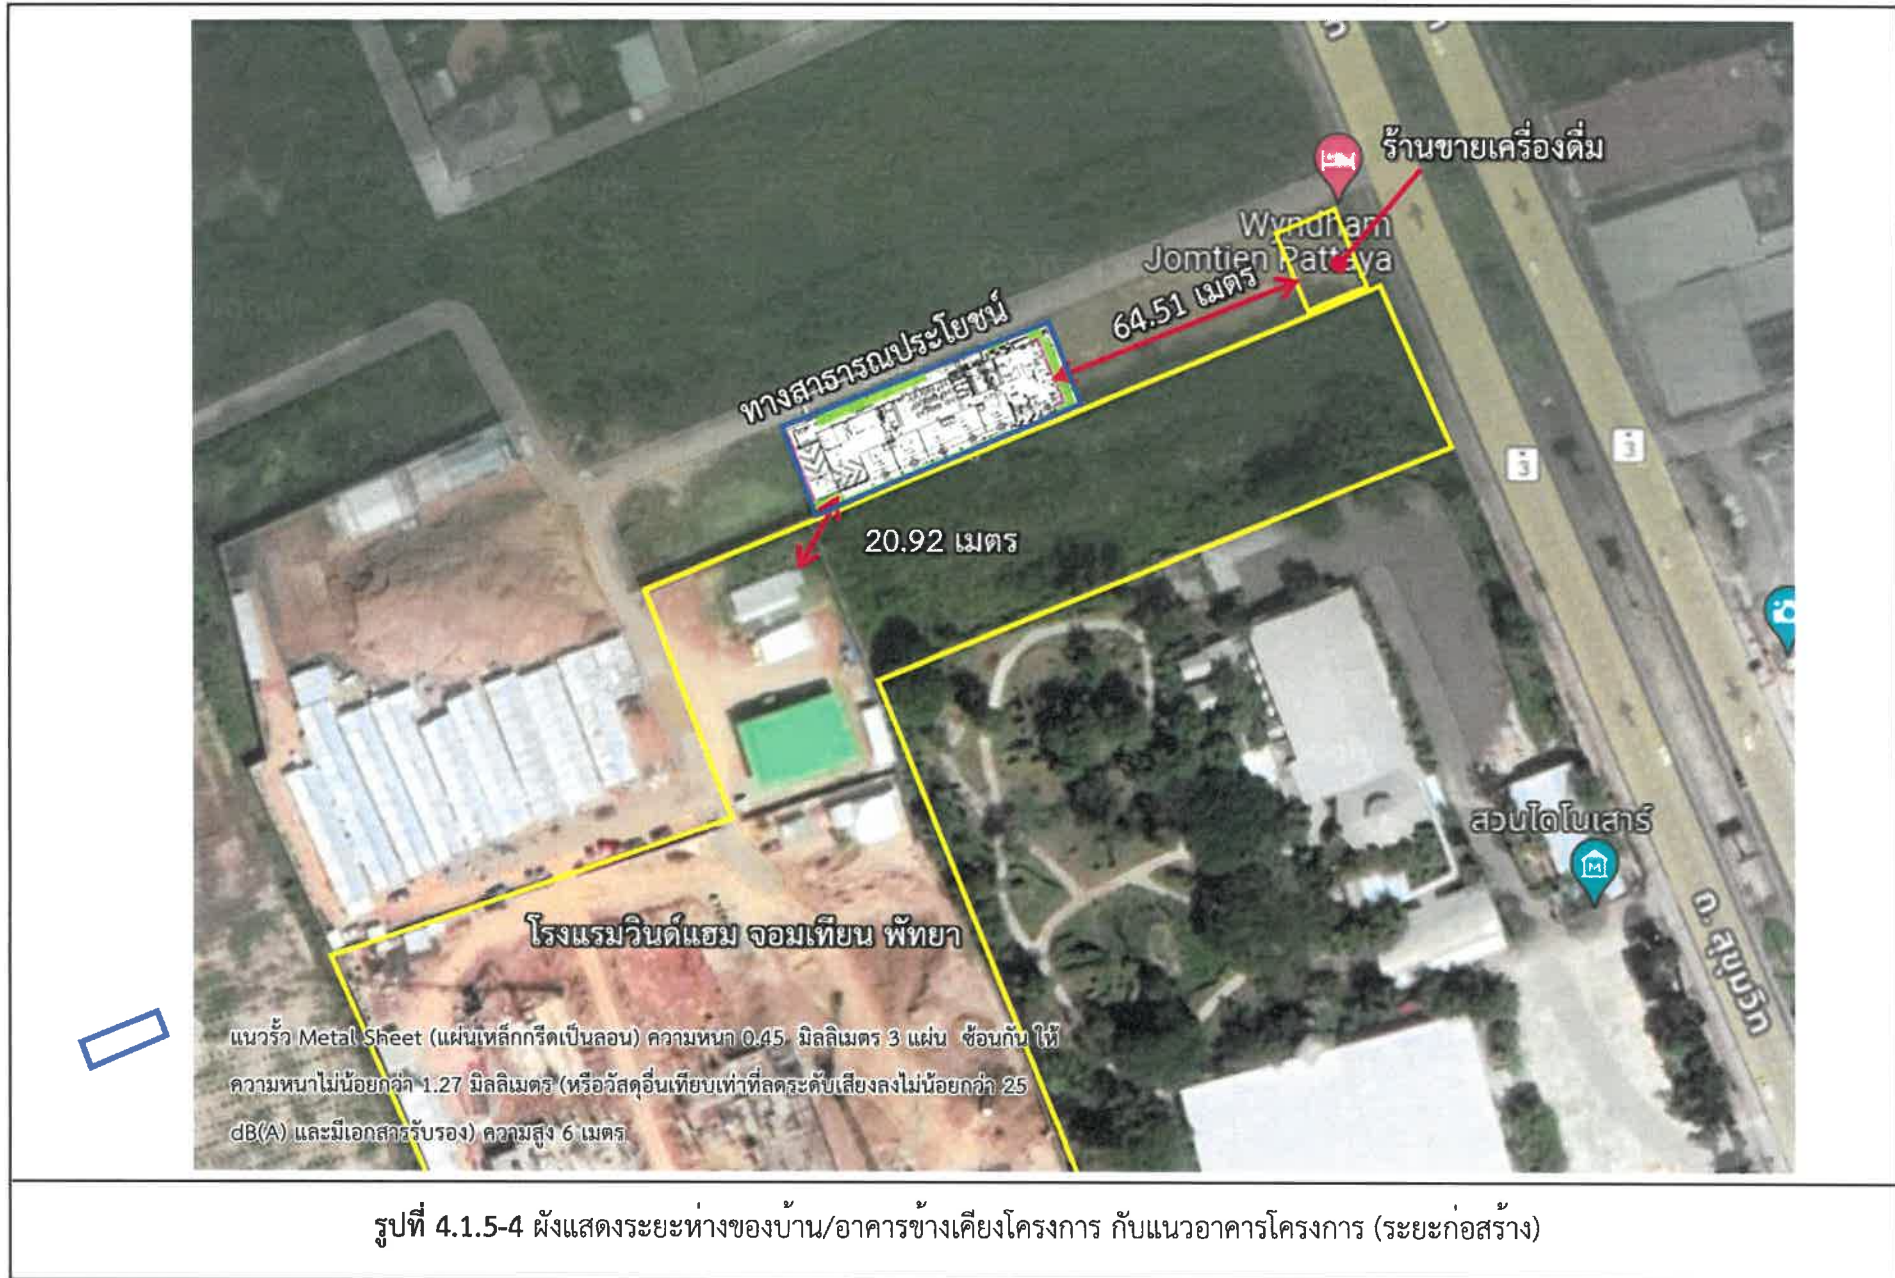 ร้านขายเครื่องดื่ม
Wyndham
Jomtien Pattaya
64.51 เมตร
ทางสาธารณประโยชน์
20.92 เมตร
สวนไดโนเสาร์
ถ. สุขุมวิท
โรงแรมวินด์แฮม จอมเทียน พัทยา
แนวรั้ว Metal Sheet (แผ่นเหล็กกรีดเป็นลอน) ความหนา 0.45 มิลลิเมตร 3 แผ่น ซ้อนกัน ให้
ความหนาไม่น้อยกว่า 1.27 มิลลิเมตร (หรือวัสดุอื่นเทียบเท่าที่ลดระดับเสียงลงไม่น้อยกว่า 25
dB(A) และมีเอกสารรับรอง) ความสูง 6 เมตร
รูปที่ 4.1.5-4 ผังแสดงระยะห่างของบ้าน/อาคารข้างเคียงโครงการ กับแนวอาคารโครงการ (ระยะก่อสร้าง)